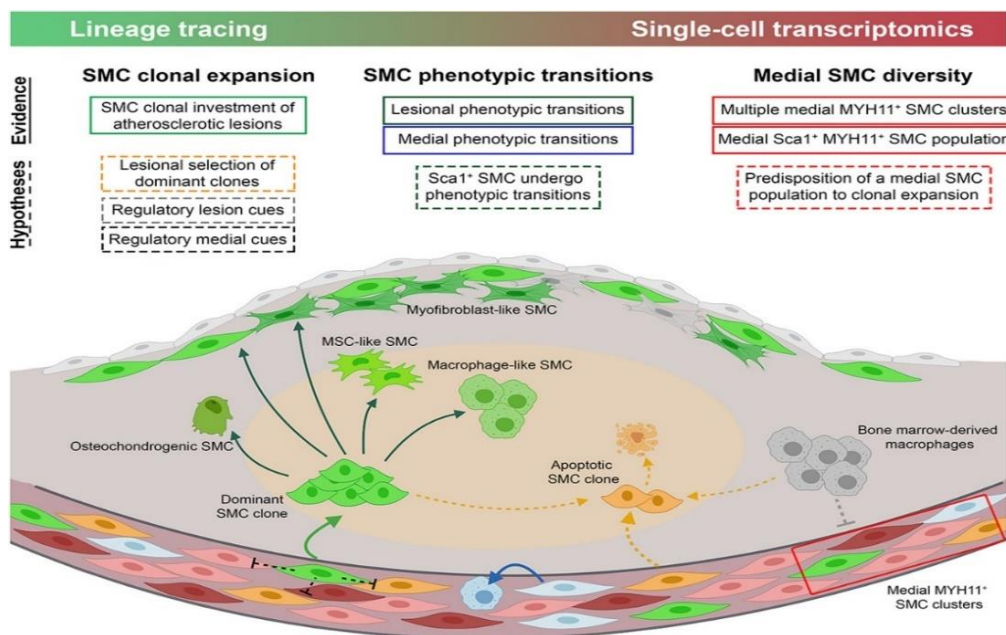 Lineage tracing
Single-cell transcriptomics
Evidence
Hypotheses
SMC clonal expansion
SMC clonal investment of
atherosclerotic lesions
Lesional selection of
dominant clones
Regulatory lesion cues
Regulatory medial cues
SMC phenotypic transitions
Lesional phenotypic transitions
Medial phenotypic transitions
Sca1⁺ SMC undergo
phenotypic transitions
Medial SMC diversity
Multiple medial MYH11⁺ SMC clusters
Medial Sca1⁺ MYH11⁺ SMC population
Predisposition of a medial SMC
population to clonal expansion
Myofibroblast-like SMC
MSC-like SMC
Macrophage-like SMC
Osteochondrogenic SMC
Bone marrow-derived
macrophages
Apoptotic
SMC clone
Dominant
SMC clone
Medial MYH11⁺
SMC clusters